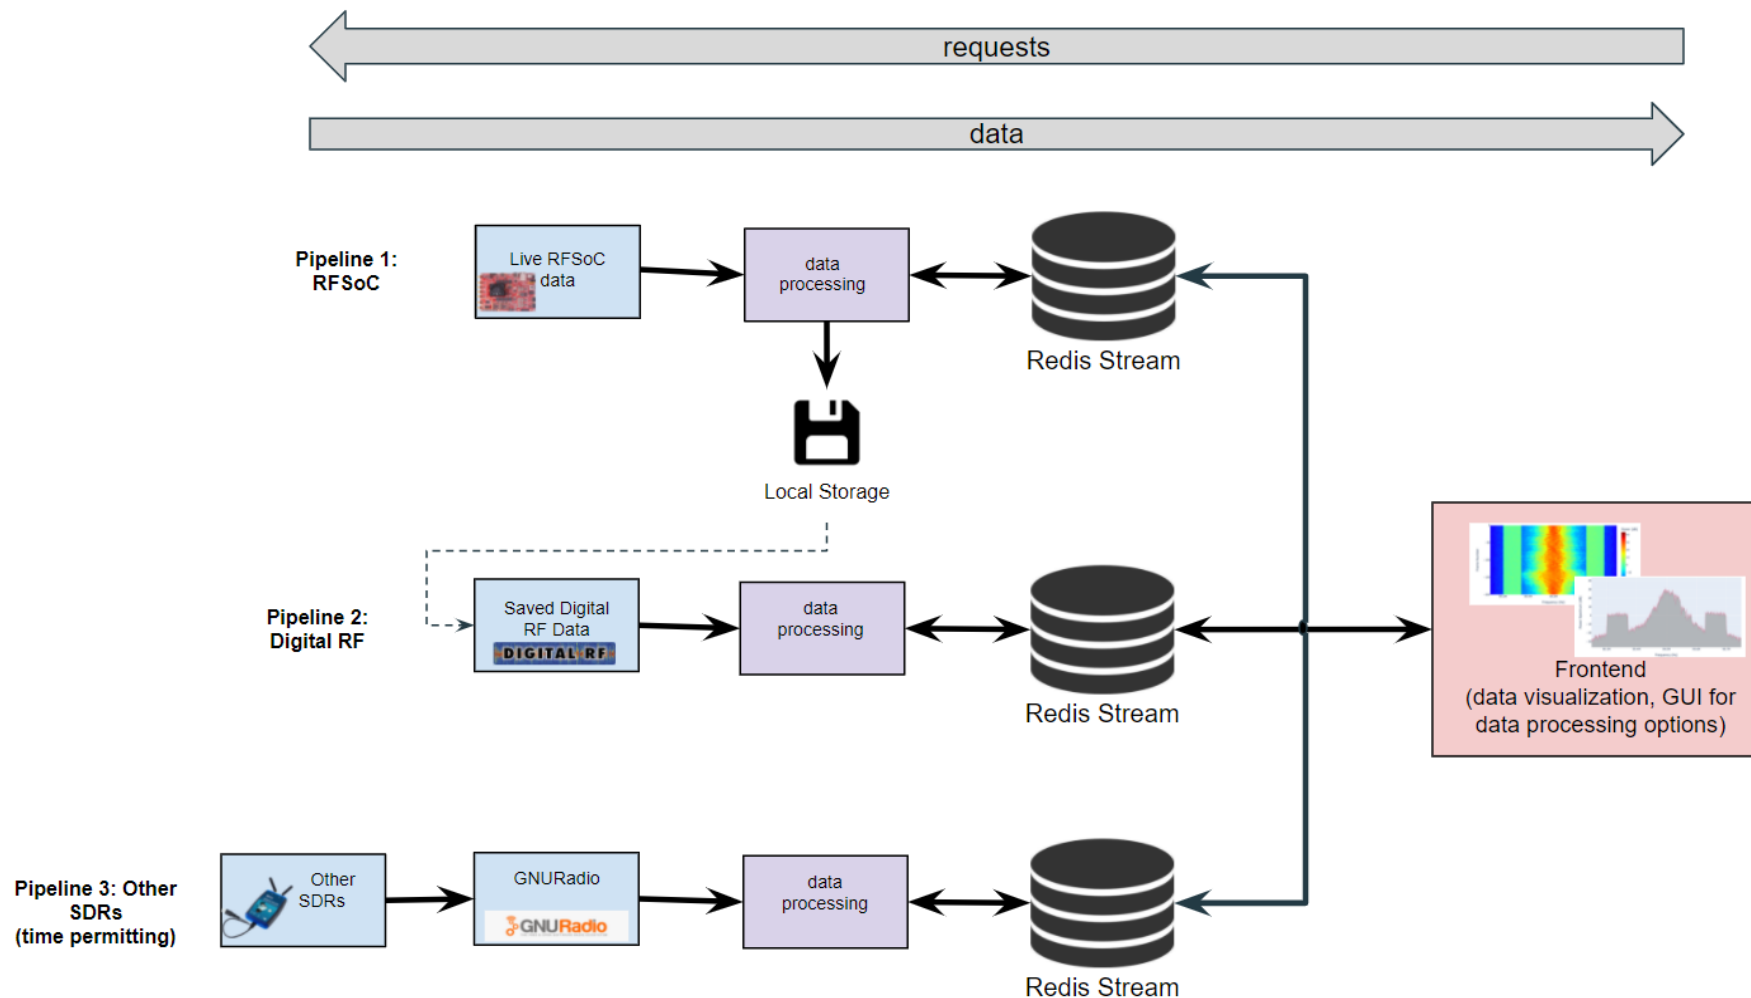 requests
data
Pipeline 1:
RFSoC
Live RFSoC
data
data
processing
Redis Stream
Local Storage
Pipeline 2:
Digital RF
Saved Digital
RF Data
DIGITAL RF
data
processing
Redis Stream
Frontend
(data visualization, GUI for
data processing options)
Pipeline 3: Other
SDRs
(time permitting)
Other
SDRs
GNURadio
GNURadio
data
processing
Redis Stream